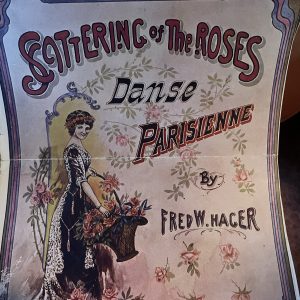 SCATTERING of The ROSES
Danse
PARISIENNE
By
FRED W. HAGER